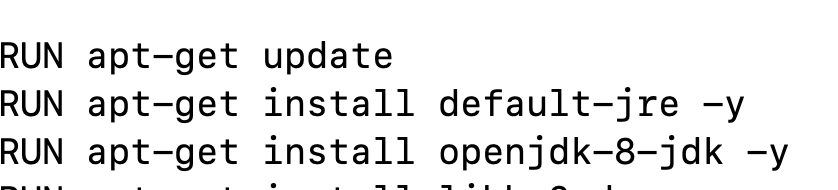 RUN apt-get update
RUN apt-get install default-jre -y
RUN apt-get install openjdk-8-jdk -y